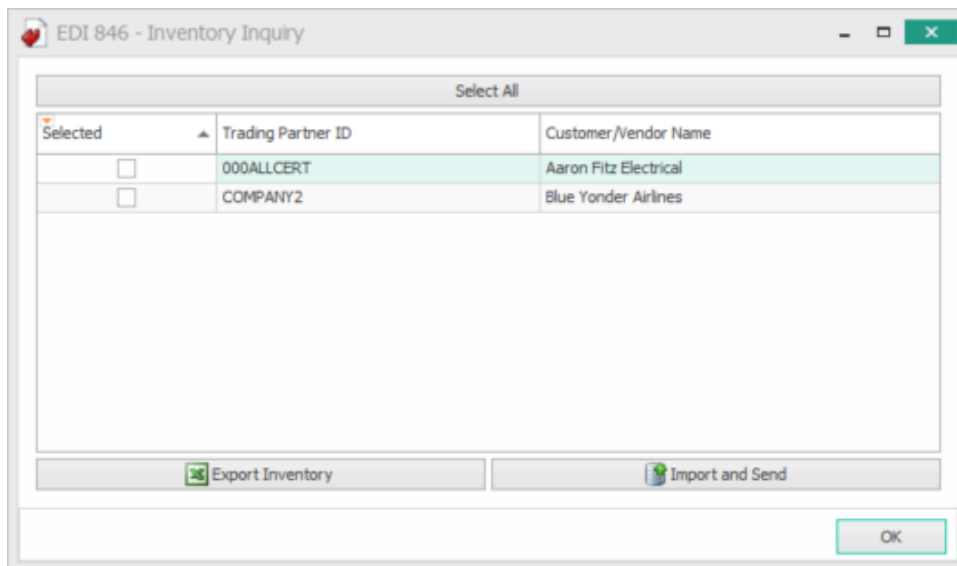 EDI 846 - Inventory Inquiry
Select All
Selected Trading Partner ID Customer/Vendor Name
000ALLCERT Aaron Fitz Electrical
COMPANY2 Blue Yonder Airlines
Export Inventory Import and Send
OK